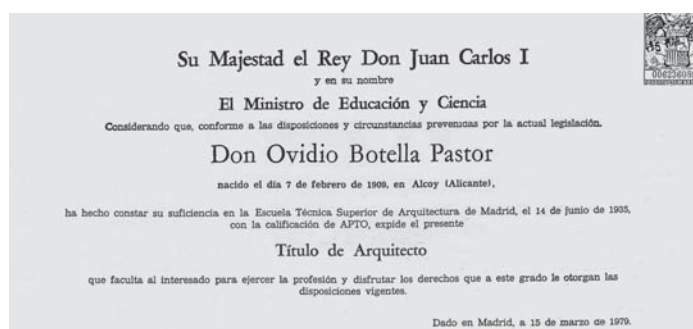 Su Majestad el Rey Don Juan Carlos I
y en su nombre
El Ministro de Educación y Ciencia
Considerando que, conforme a las disposiciones y circunstancias prevenidas por la actual legislación.
Don Ovidio Botella Pastor
nacido el día 7 de febrero de 1909, en Alcoy (Alicante),
ha hecho constar su suficiencia en la Escuela Técnica Superior de Arquitectura de Madrid, el 14 de junio de 1935,
con la calificación de APTO, expide el presente
Título de Arquitecto
que faculta al interesado para ejercer la profesión y disfrutar los derechos que a este grado le otorgan las
disposiciones vigentes.
Dado en Madrid, a 15 de marzo de 1979.